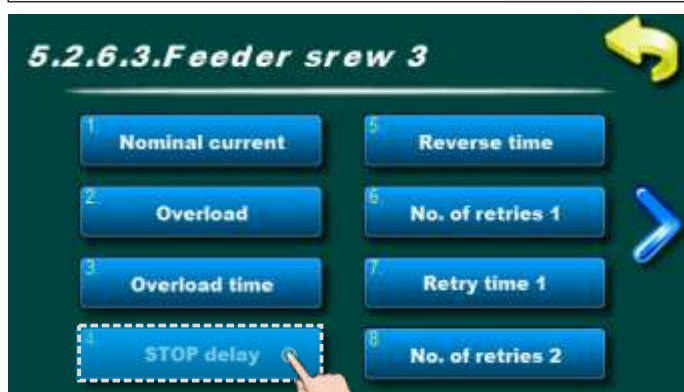 5.2.6.3.Feeder srew 3
1. Nominal current
2. Overload
3. Overload time
4. STOP delay
5. Reverse time
6. No. of retries 1
7. Retry time 1
8 No. of retries 2